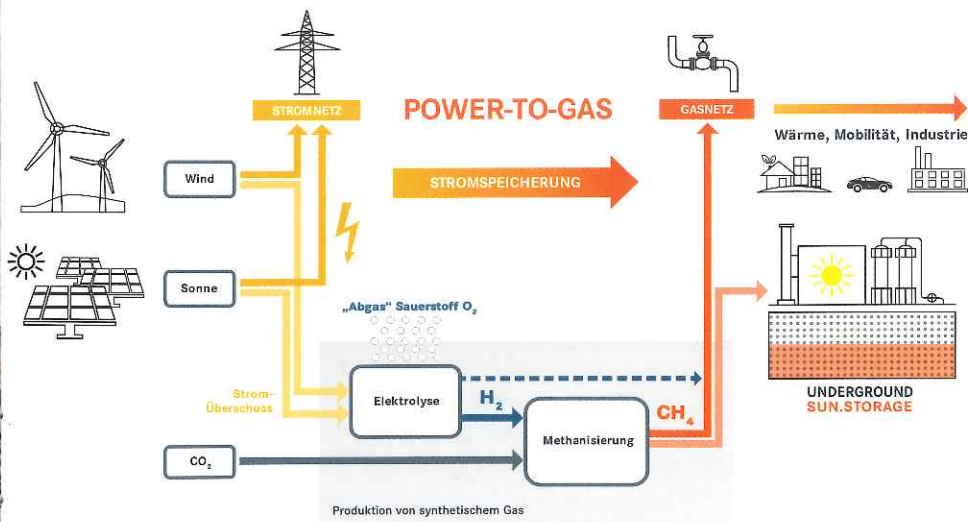 STROMNETZ
POWER-TO-GAS
GASNETZ
Wärme, Mobilität, Industrie
Wind
STROMSPEICHERUNG
Sonne
„Abgas“ Sauerstoff O₂
Strom-
Überschuss
Elektrolyse
H₂
CH₄
Methanisierung
CO₂
UNDERGROUND
SUN.STORAGE
Produktion von synthetischem Gas